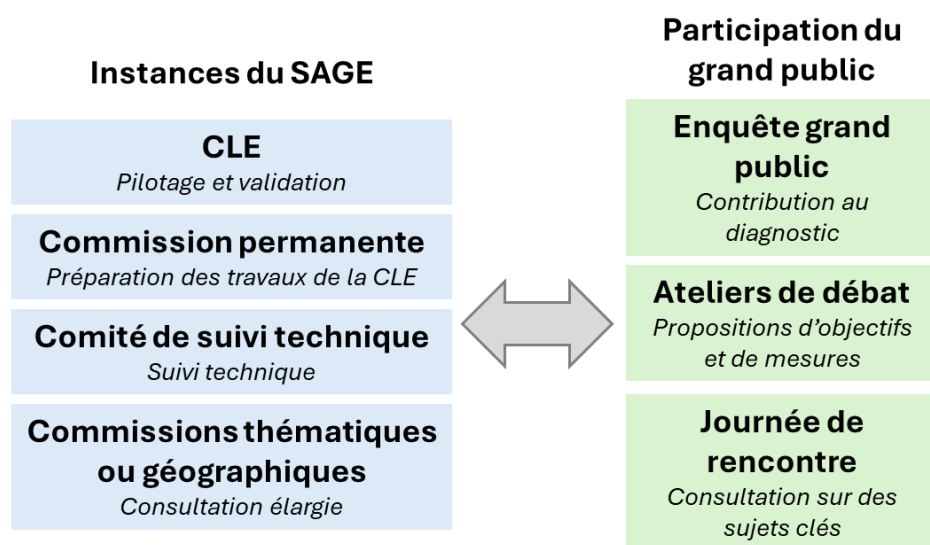 Instances du SAGE
CLE
Pilotage et validation
Commission permanente
Préparation des travaux de la CLE
Comité de suivi technique
Suivi technique
Commissions thématiques
ou géographiques
Consultation élargie
Participation du
grand public
Enquête grand
public
Contribution au
diagnostic
Ateliers de débat
Propositions d’objectifs
et de mesures
Journée de
rencontre
Consultation sur des
sujets clés